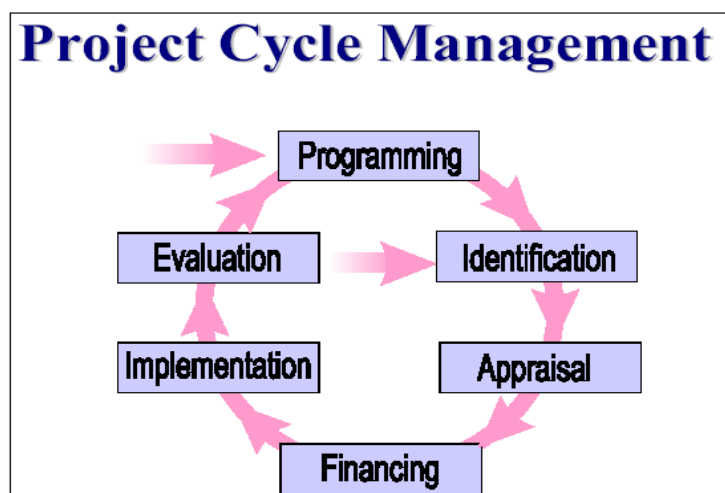 Project Cycle Management
Programming
Evaluation
Identification
Implementation
Appraisal
Financing